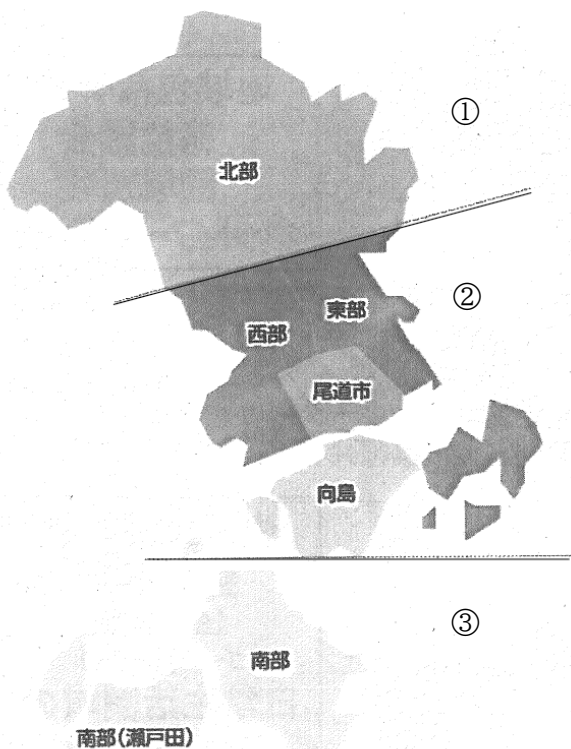 ①
北部
②
東部
西部
尾道市
向島
③
南部
南部(瀬戸田)